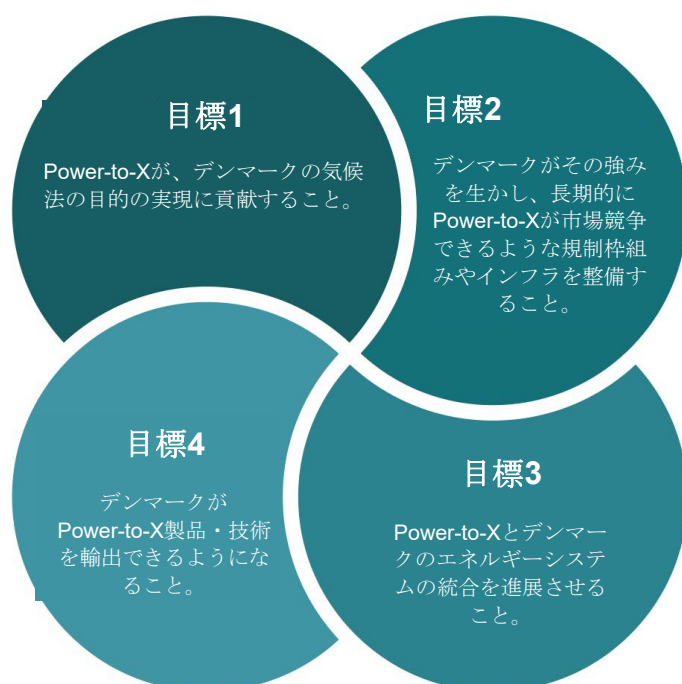 目標1
Power-to-Xが、デンマークの気候
法の目的の実現に貢献すること。
目標2
デンマークがその強み
を生かし、長期的に
Power-to-Xが市場競争
できるような規制枠組
みやインフラを整備す
ること。
目標4
デンマークが
Power-to-X製品・技術
を輸出できるようにな
ること。
目標3
Power-to-Xとデンマー
クのエネルギーシステ
ムの統合を進展させる
こと。